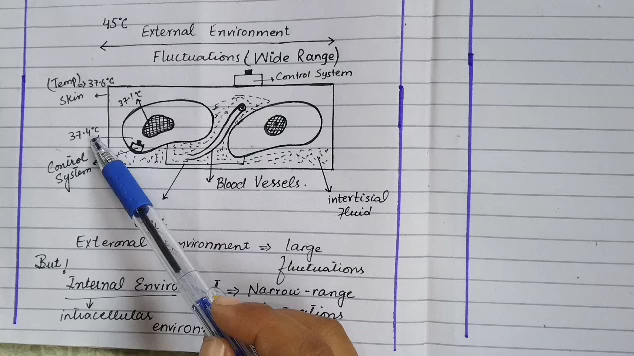 45°C
External Environment
Fluctuations (Wide Range)
Control System
(Temp) → 37.6°C
Skin
37.1°C
37.4°C
Control
System
Blood Vessels.
intertisial
Fluid
Exteronal Environment ⇒ large
fluctuations
But!
Internal Enviro ⇒ Narrow-range
intracellular
environ